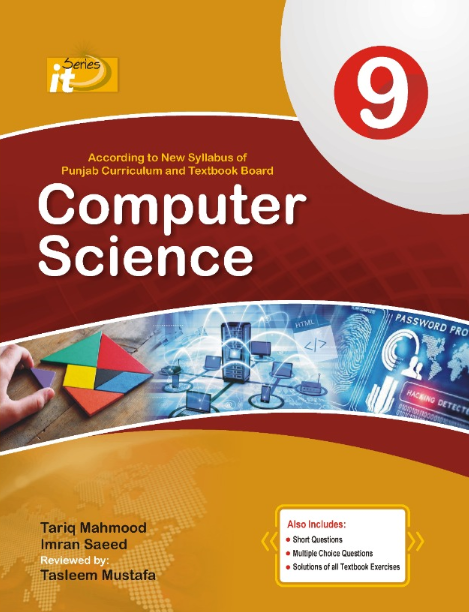 Series
it
9
According to New Syllabus of
Punjab Curriculum and Textbook Board
Computer
Science
HTML
</>
PASSWORD PRO
HACKING DETECTE
Tariq Mahmood
Imran Saeed
Reviewed by:
Tasleem Mustafa
Also Includes:
Short Questions
Multiple Choice Questions
Solutions of all Textbook Exercises